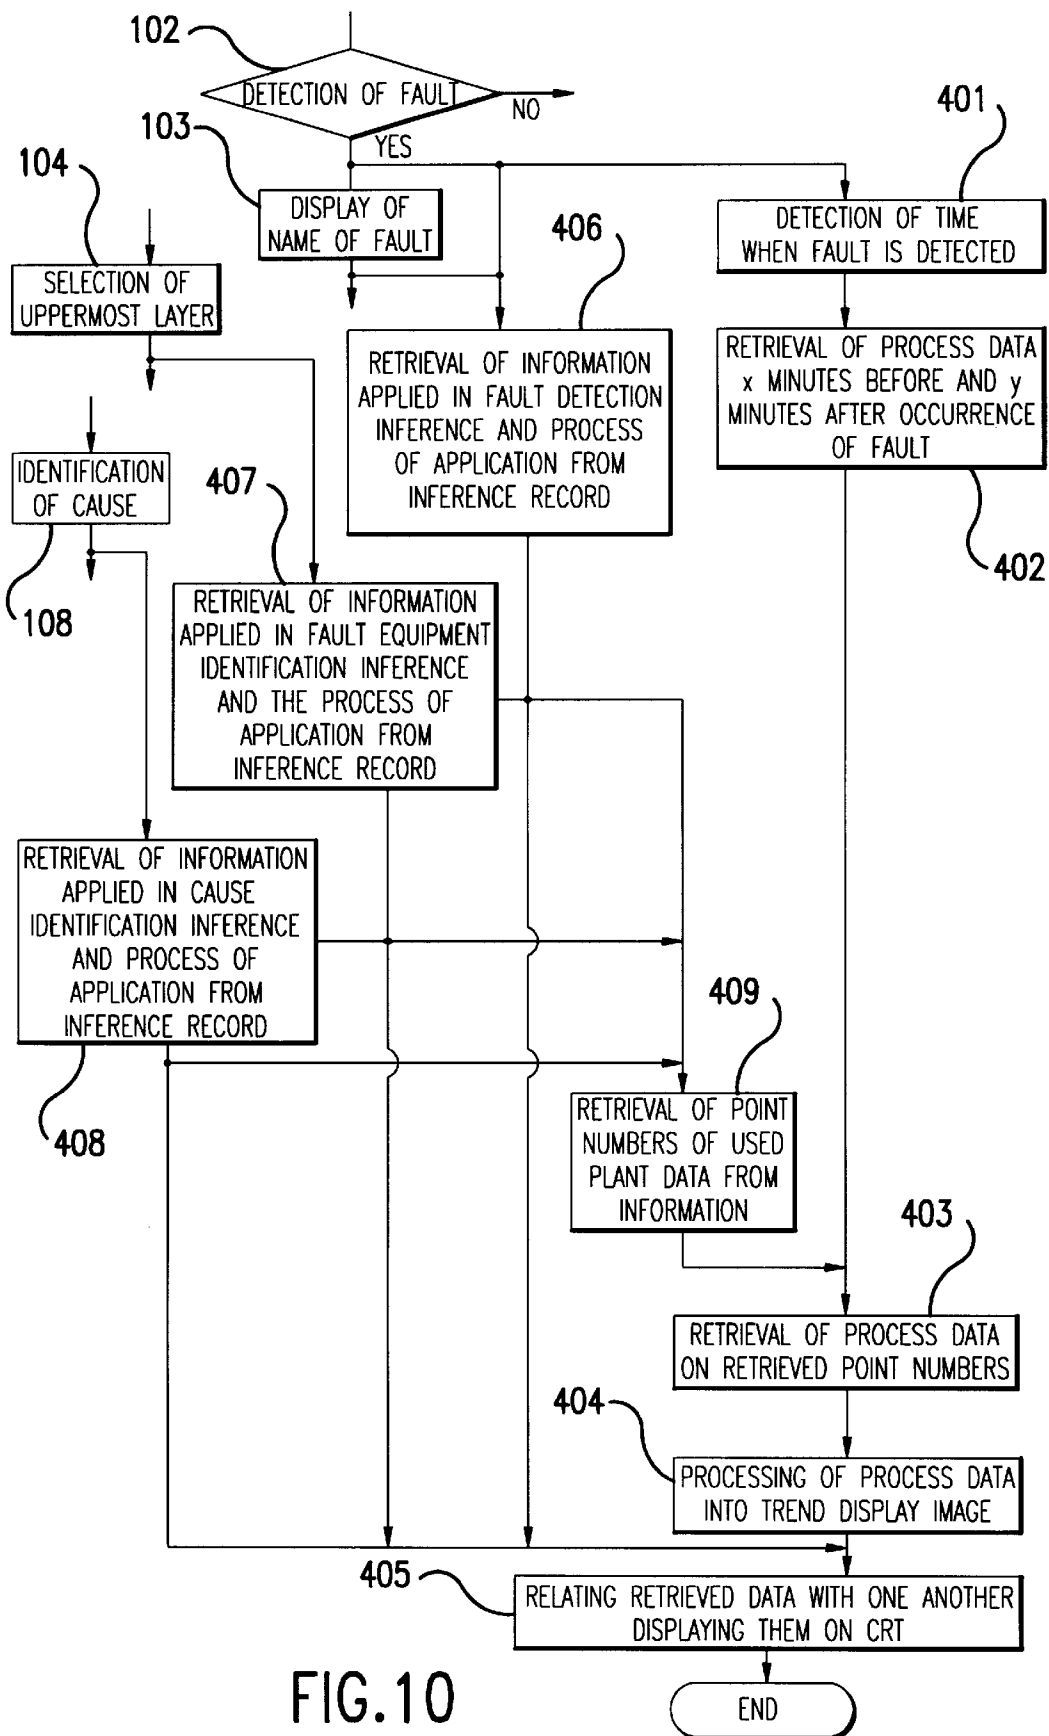 102
DETECTION OF FAULT
NO
YES
103
DISPLAY OF
NAME OF FAULT
104
SELECTION OF
UPPERMOST LAYER
401
DETECTION OF TIME
WHEN FAULT IS DETECTED
406
RETRIEVAL OF INFORMATION
APPLIED IN FAULT DETECTION
INFERENCE AND PROCESS
OF APPLICATION FROM
INFERENCE RECORD
RETRIEVAL OF PROCESS DATA
x MINUTES BEFORE AND y
MINUTES AFTER OCCURRENCE
OF FAULT
402
IDENTIFICATION
OF CAUSE
108
407
RETRIEVAL OF INFORMATION
APPLIED IN FAULT EQUIPMENT
IDENTIFICATION INFERENCE
AND THE PROCESS OF
APPLICATION FROM
INFERENCE RECORD
RETRIEVAL OF INFORMATION
APPLIED IN CAUSE
IDENTIFICATION INFERENCE
AND PROCESS OF
APPLICATION FROM
INFERENCE RECORD
408
409
RETRIEVAL OF POINT
NUMBERS OF USED
PLANT DATA FROM
INFORMATION
403
RETRIEVAL OF PROCESS DATA
ON RETRIEVED POINT NUMBERS
404
PROCESSING OF PROCESS DATA
INTO TREND DISPLAY IMAGE
405
RELATING RETRIEVED DATA WITH ONE ANOTHER
DISPLAYING THEM ON CRT
END
FIG.10